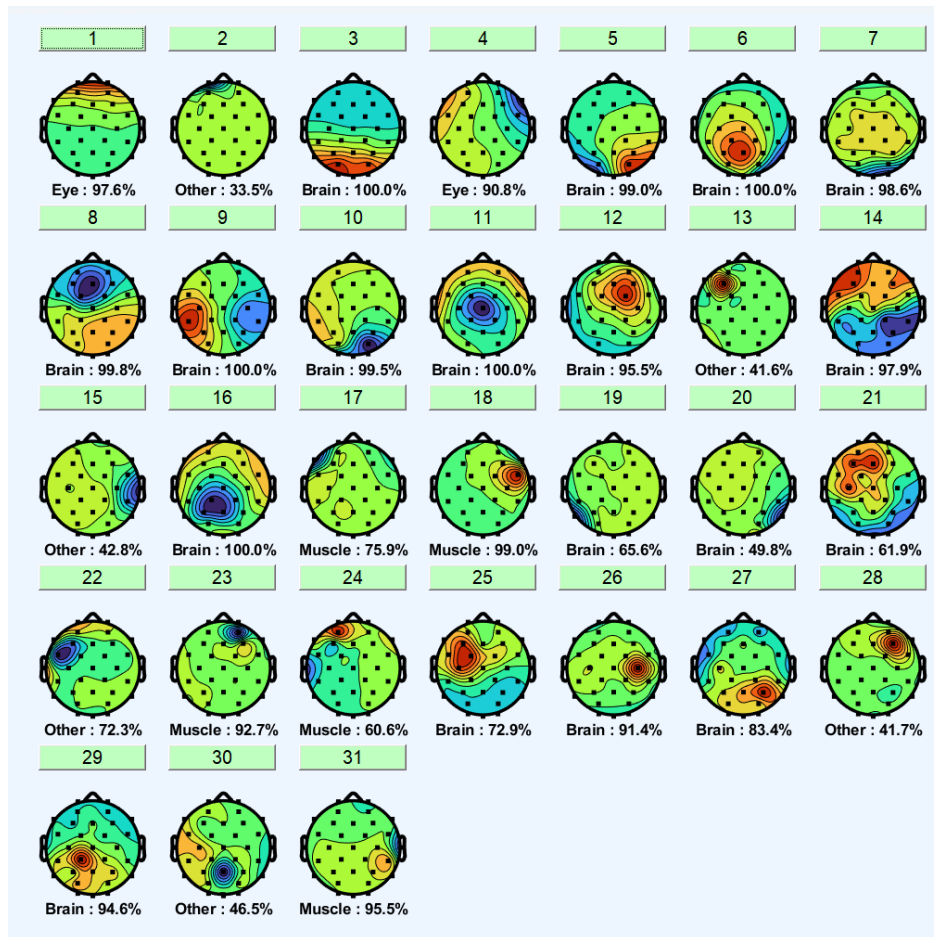 1 2 3 4 5 6 7
Eye : 97.6% Other : 33.5% Brain : 100.0% Eye : 90.8% Brain : 99.0% Brain : 100.0% Brain : 98.6%
8 9 10 11 12 13 14
Brain : 99.8% Brain : 100.0% Brain : 99.5% Brain : 100.0% Brain : 95.5% Other : 41.6% Brain : 97.9%
15 16 17 18 19 20 21
Other : 42.8% Brain : 100.0% Muscle : 75.9% Muscle : 99.0% Brain : 65.6% Brain : 49.8% Brain : 61.9%
22 23 24 25 26 27 28
Other : 72.3% Muscle : 92.7% Muscle : 60.6% Brain : 72.9% Brain : 91.4% Brain : 83.4% Other : 41.7%
29 30 31
Brain : 94.6% Other : 46.5% Muscle : 95.5%